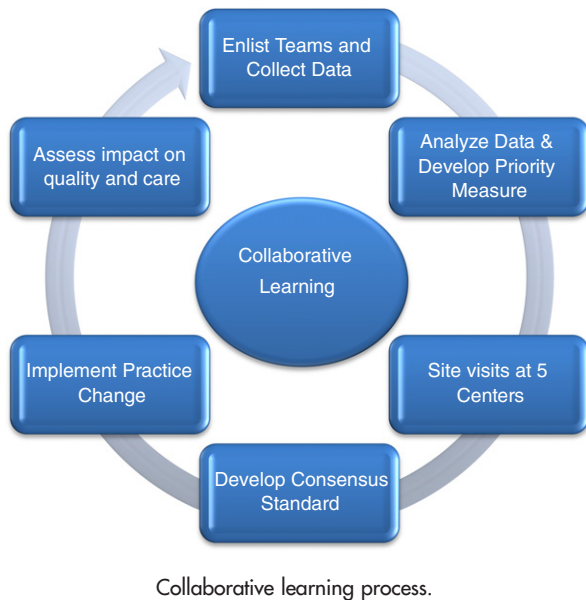 Enlist Teams and
Collect Data
Analyze Data &
Develop Priority
Measure
Site visits at 5
Centers
Develop Consensus
Standard
Implement Practice
Change
Assess impact on
quality and care
Collaborative
Learning
Collaborative learning process.